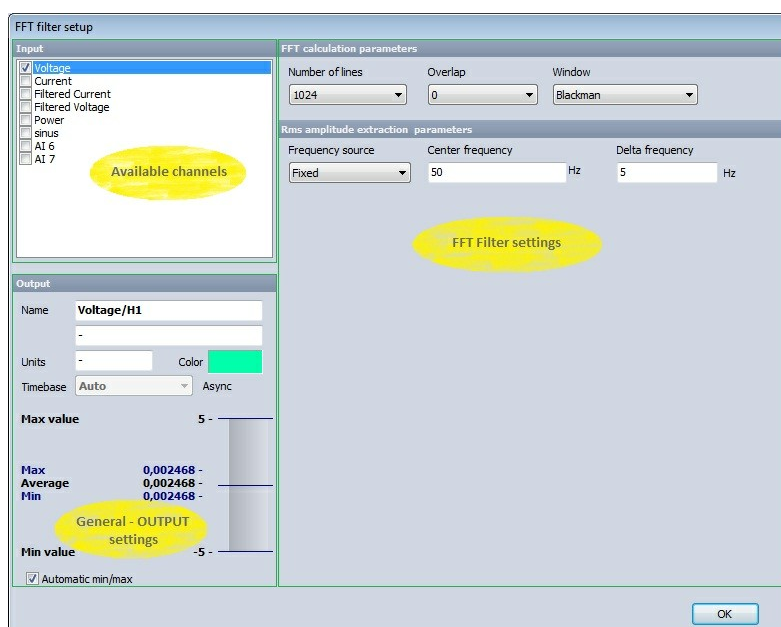 FFT filter setup
Input
Voltage
Current
Filtered Current
Filtered Voltage
Power
sinus
AI 6
AI 7
Available channels
FFT calculation parameters
Number of lines Overlap Window
1024 0 Blackman
Rms amplitude extraction parameters
Frequency source Center frequency Delta frequency
Fixed 50 Hz 5 Hz
FFT Filter settings
Output
Name Voltage/H1
-
Units - Color
Timebase Auto Async
Max value 5 -
Max 0,002468 -
Average 0,002468 -
Min 0,002468 -
General - OUTPUT
settings
Min value -5 -
Automatic min/max
OK